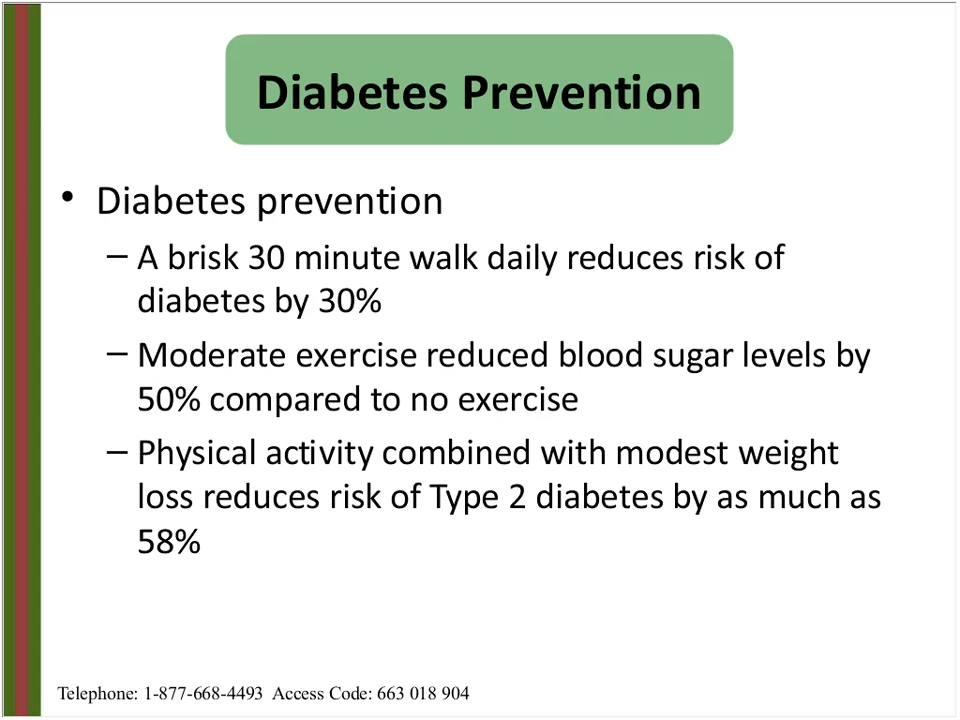 Diabetes Prevention
• Diabetes prevention
– A brisk 30 minute walk daily reduces risk of
diabetes by 30%
– Moderate exercise reduced blood sugar levels by
50% compared to no exercise
– Physical activity combined with modest weight
loss reduces risk of Type 2 diabetes by as much as
58%
Telephone: 1-877-668-4493 Access Code: 663 018 904